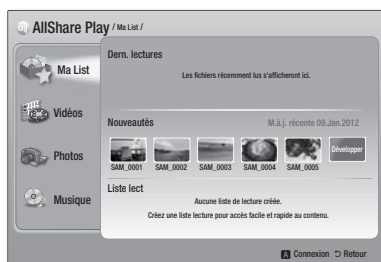 AllShare Play / Ma List /
Ma List
Vidéos
Photos
Musique
Dern. lectures
Les fichiers récemment lus s'afficheront ici.
Nouveautés
M.à.j. récente 09.Jan.2012
SAM_0001 SAM_0002 SAM_0003 SAM_0004 SAM_0005 Développer
Liste lect
Aucune liste de lecture créée.
Créez une liste lecture pour accès facile et rapide au contenu.
A Connexion Retour